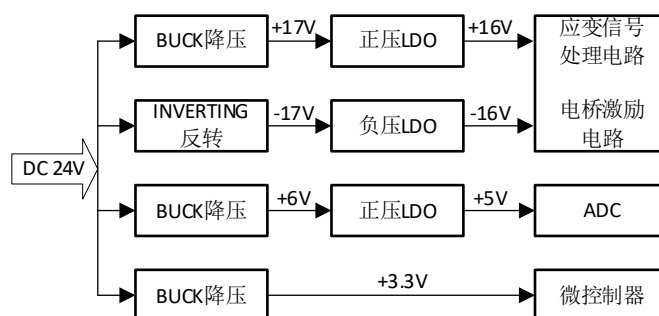 BUCK降压
+17V
正压LDO
+16V
应变信号
处理电路
INVERTING
反转
-17V
负压LDO
-16V
电桥激励
电路
DC 24V
BUCK降压
+6V
正压LDO
+5V
ADC
BUCK降压
+3.3V
微控制器